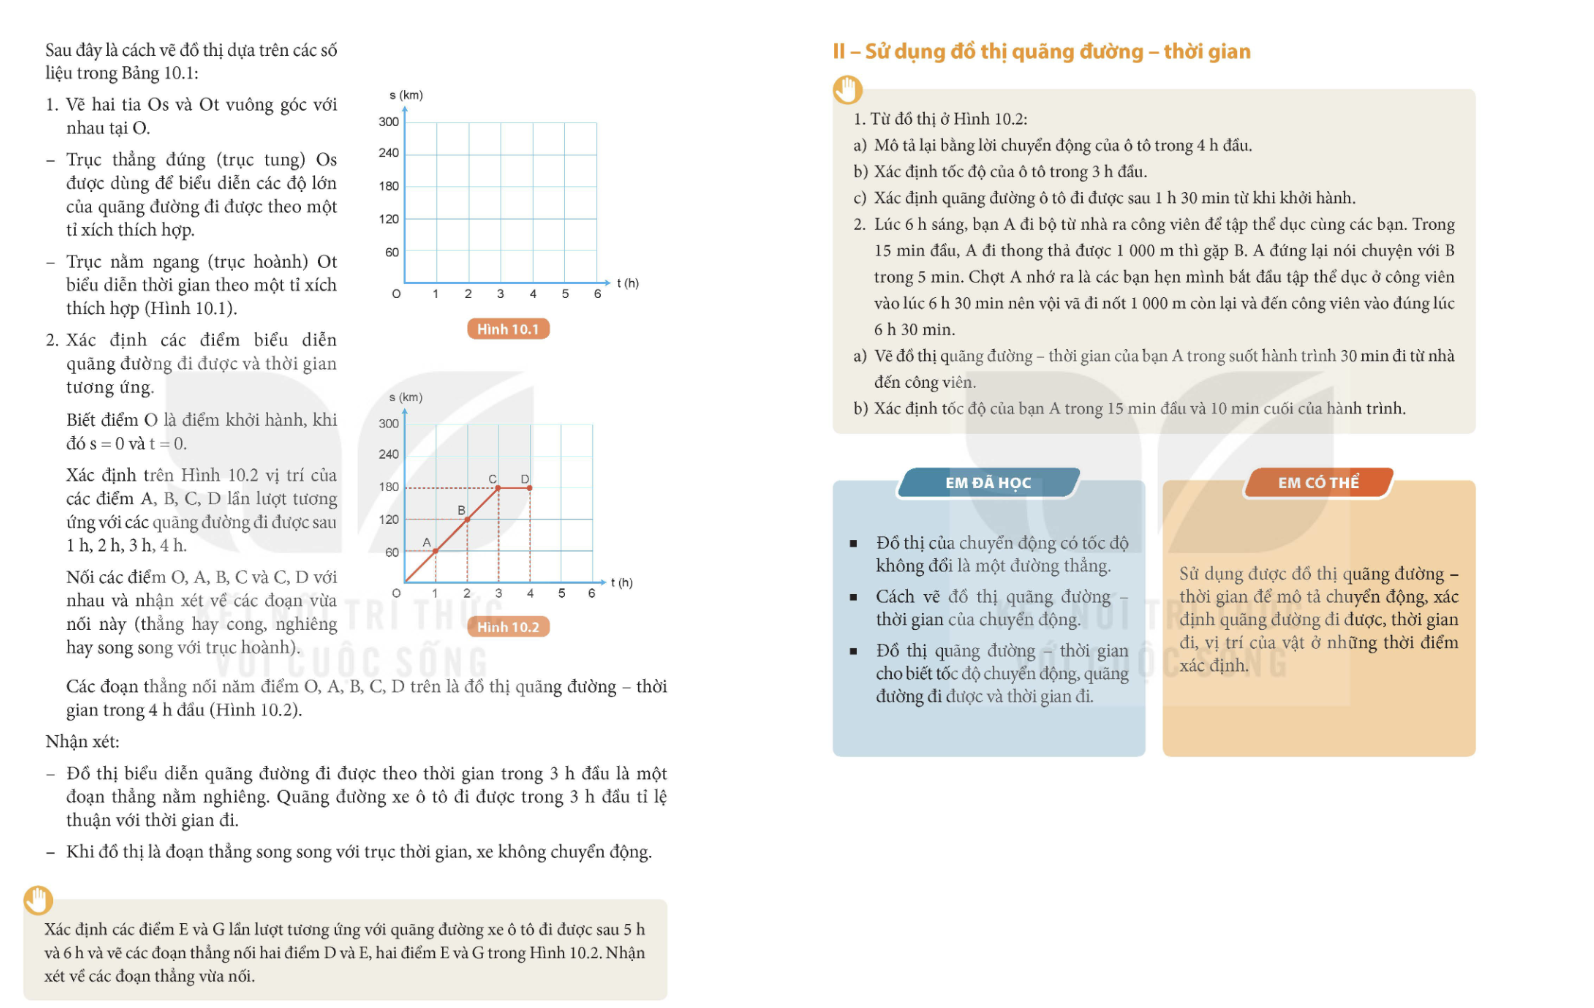 Sau đây là cách vẽ đồ thị dựa trên các số
liệu trong Bảng 10.1:
1. Vẽ hai tia Os và Ot vuông góc với
nhau tại O.
– Trục thẳng đứng (trục tung) Os
được dùng để biểu diễn các độ lớn
của quãng đường đi được theo một
tỉ xích thích hợp.
– Trục nằm ngang (trục hoành) Ot
biểu diễn thời gian theo một tỉ xích
thích hợp (Hình 10.1).
2. Xác định các điểm biểu diễn
quãng đường đi được và thời gian
tương ứng.
Biết điểm O là điểm khởi hành, khi
đó s = 0 và t = 0.
Xác định trên Hình 10.2 vị trí của
các điểm A, B, C, D lần lượt tương
ứng với các quãng đường đi được sau
1 h, 2 h, 3 h, 4 h.
Nối các điểm O, A, B, C và C, D với
nhau và nhận xét về các đoạn vừa
nối này (thẳng hay cong, nghiêng
hay song song với trục hoành).
s (km)
300
240
180
120
60
O 1 2 3 4 5 6 t (h)
Hình 10.1
s (km)
300
240
180
120
60
A B C D
O 1 2 3 4 5 6 t (h)
Hình 10.2
Các đoạn thẳng nối năm điểm O, A, B, C, D trên là đồ thị quãng đường – thời
gian trong 4 h đầu (Hình 10.2).
Nhận xét:
– Đồ thị biểu diễn quãng đường đi được theo thời gian trong 3 h đầu là một
đoạn thẳng nằm nghiêng. Quãng đường xe ô tô đi được trong 3 h đầu tỉ lệ
thuận với thời gian đi.
– Khi đồ thị là đoạn thẳng song song với trục thời gian, xe không chuyển động.
Xác định các điểm E và G lần lượt tương ứng với quãng đường xe ô tô đi được sau 5 h
và 6 h và vẽ các đoạn thẳng nối hai điểm D và E, hai điểm E và G trong Hình 10.2. Nhận
xét về các đoạn thẳng vừa nối.
KẾT NỐI TRI THỨC
VỚI CUỘC SỐNG
II – Sử dụng đồ thị quãng đường – thời gian
1. Từ đồ thị ở Hình 10.2:
a) Mô tả lại bằng lời chuyển động của ô tô trong 4 h đầu.
b) Xác định tốc độ của ô tô trong 3 h đầu.
c) Xác định quãng đường ô tô đi được sau 1 h 30 min từ khi khởi hành.
2. Lúc 6 h sáng, bạn A đi bộ từ nhà ra công viên để tập thể dục cùng các bạn. Trong
15 min đầu, A đi thong thả được 1 000 m thì gặp B. A đứng lại nói chuyện với B
trong 5 min. Chợt A nhớ ra là các bạn hẹn mình bắt đầu tập thể dục ở công viên
vào lúc 6 h 30 min nên vội vã đi nốt 1 000 m còn lại và đến công viên vào đúng lúc
6 h 30 min.
a) Vẽ đồ thị quãng đường – thời gian của bạn A trong suốt hành trình 30 min đi từ nhà
đến công viên.
b) Xác định tốc độ của bạn A trong 15 min đầu và 10 min cuối của hành trình.
EM ĐÃ HỌC
▪ Đồ thị của chuyển động có tốc độ
không đổi là một đường thẳng.
▪ Cách vẽ đồ thị quãng đường –
thời gian của chuyển động.
▪ Đồ thị quãng đường – thời gian
cho biết tốc độ chuyển động, quãng
đường đi được và thời gian đi.
EM CÓ THỂ
Sử dụng được đồ thị quãng đường –
thời gian để mô tả chuyển động, xác
định quãng đường đi được, thời gian
đi, vị trí của vật ở những thời điểm
xác định.
KẾT NỐI TRI THỨC
VỚI CUỘC SỐNG